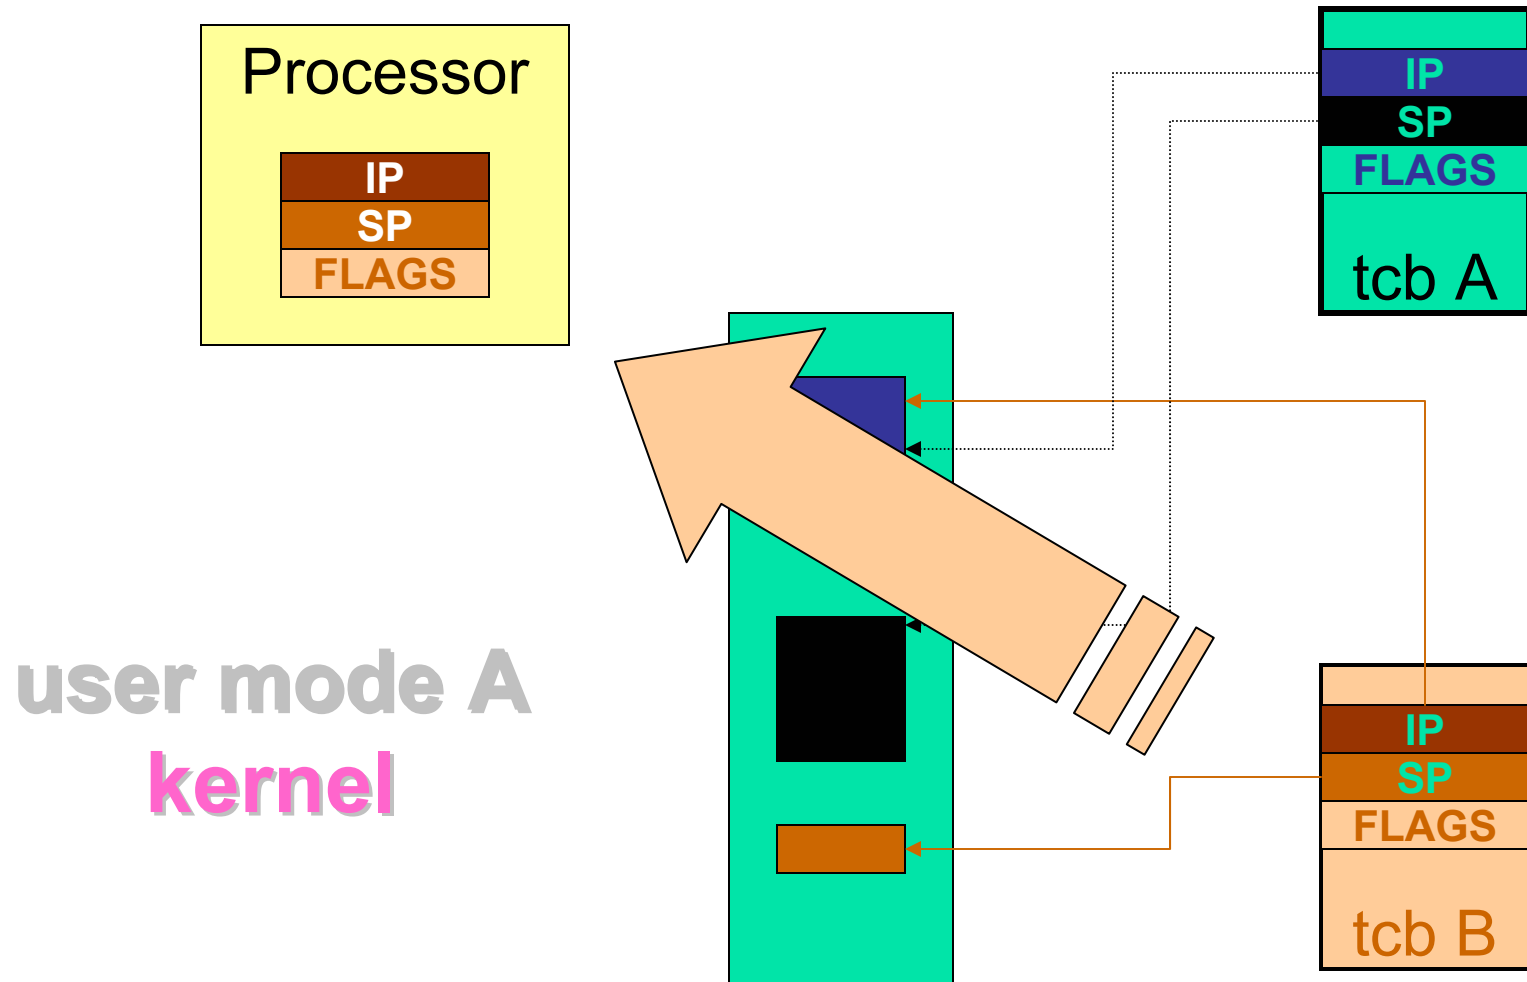 Processor
IP
SP
FLAGS
IP
SP
FLAGS
tcb A
user mode A
kernel
IP
SP
FLAGS
tcb B